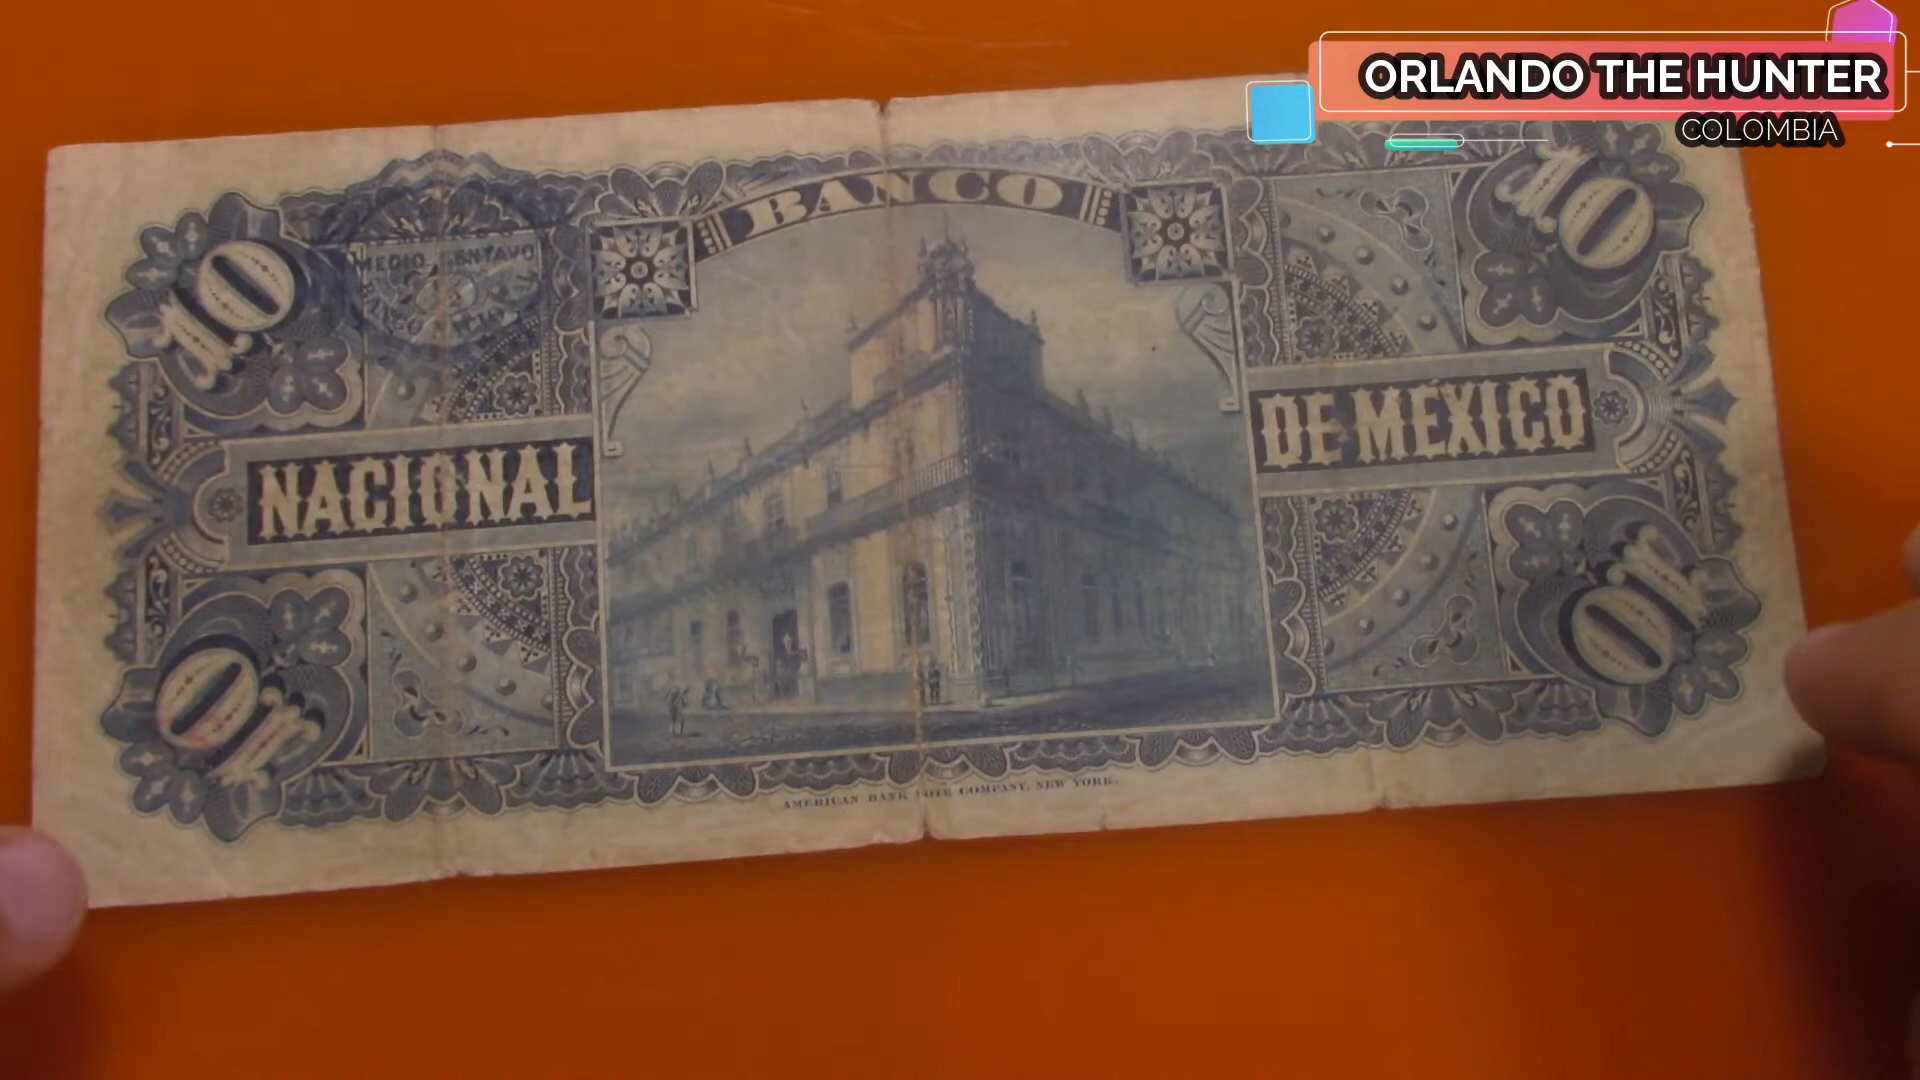 ORLANDO THE HUNTER
COLOMBIA
BANCO
10
10
MEDIO CENTAVO
NACIONAL
DE MÉXICO
10
10
AMERICAN BANK NOTE COMPANY, NEW YORK.